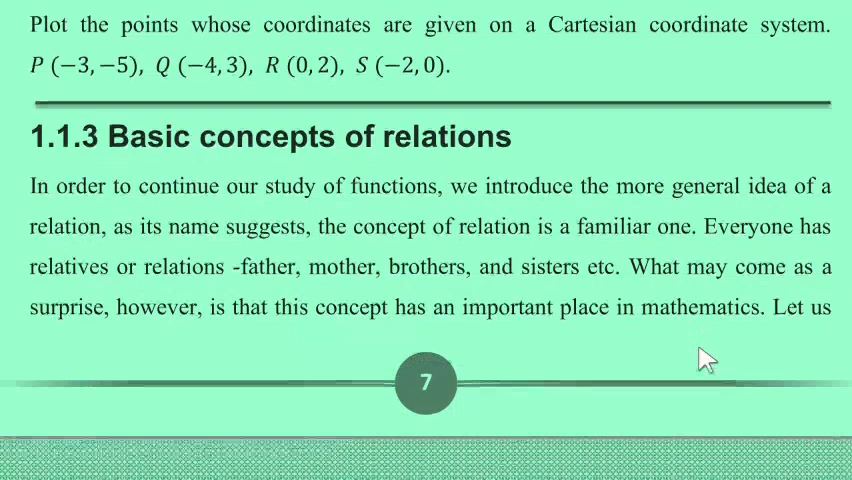 Plot the points whose coordinates are given on a Cartesian coordinate system.
P (−3, −5), Q (−4, 3), R (0, 2), S (−2, 0).
1.1.3 Basic concepts of relations
In order to continue our study of functions, we introduce the more general idea of a
relation, as its name suggests, the concept of relation is a familiar one. Everyone has
relatives or relations -father, mother, brothers, and sisters etc. What may come as a
surprise, however, is that this concept has an important place in mathematics. Let us
7